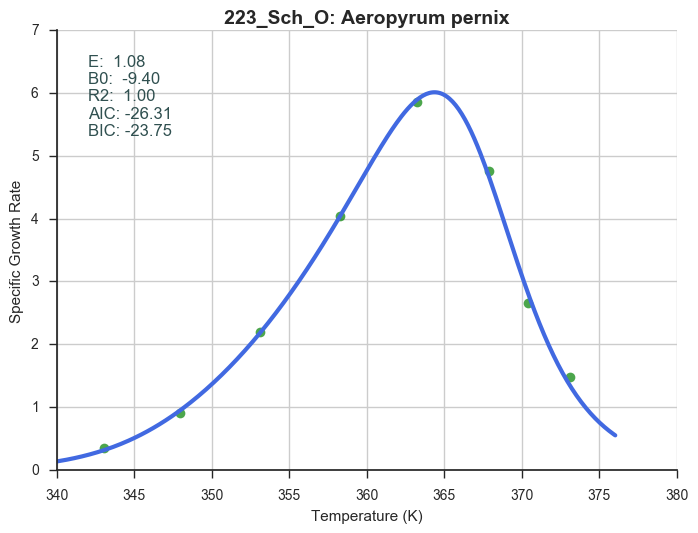 223_Sch_O: Aeropyrum pernix
E:  1.08
B0:  -9.40
R2:  1.00
AIC: -26.31
BIC: -23.75
Specific Growth Rate
7
6
5
4
3
2
1
0
340 345 350 355 360 365 370 375 380
Temperature (K)